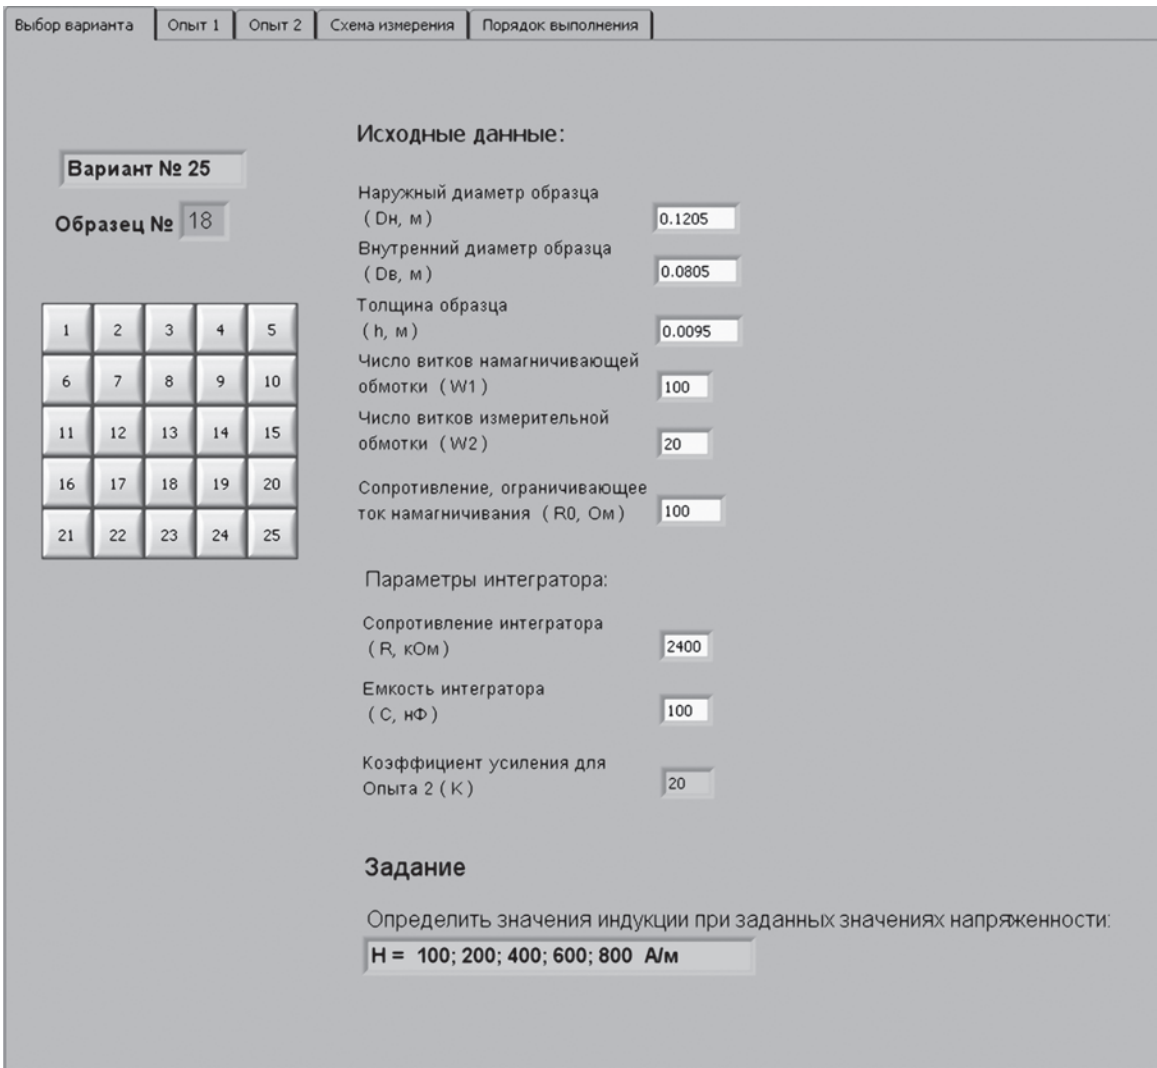 Выбор варианта Опыт 1 Опыт 2 Схема измерения Порядок выполнения
Вариант № 25
Образец № 18
1 2 3 4 5
6 7 8 9 10
11 12 13 14 15
16 17 18 19 20
21 22 23 24 25
Исходные данные:
Наружный диаметр образца
( Dн, м ) 0.1205
Внутренний диаметр образца
( Dв, м ) 0.0805
Толщина образца
( h, м ) 0.0095
Число витков намагничивающей
обмотки ( W1 ) 100
Число витков измерительной
обмотки ( W2 ) 20
Сопротивление, ограничивающее
ток намагничивания ( R0, Ом ) 100
Параметры интегратора:
Сопротивление интегратора
( R, кОм ) 2400
Емкость интегратора
( С, нФ ) 100
Коэффициент усиления для
Опыта 2 ( К ) 20
Задание
Определить значения индукции при заданных значениях напряженности:
H = 100; 200; 400; 600; 800 А/м